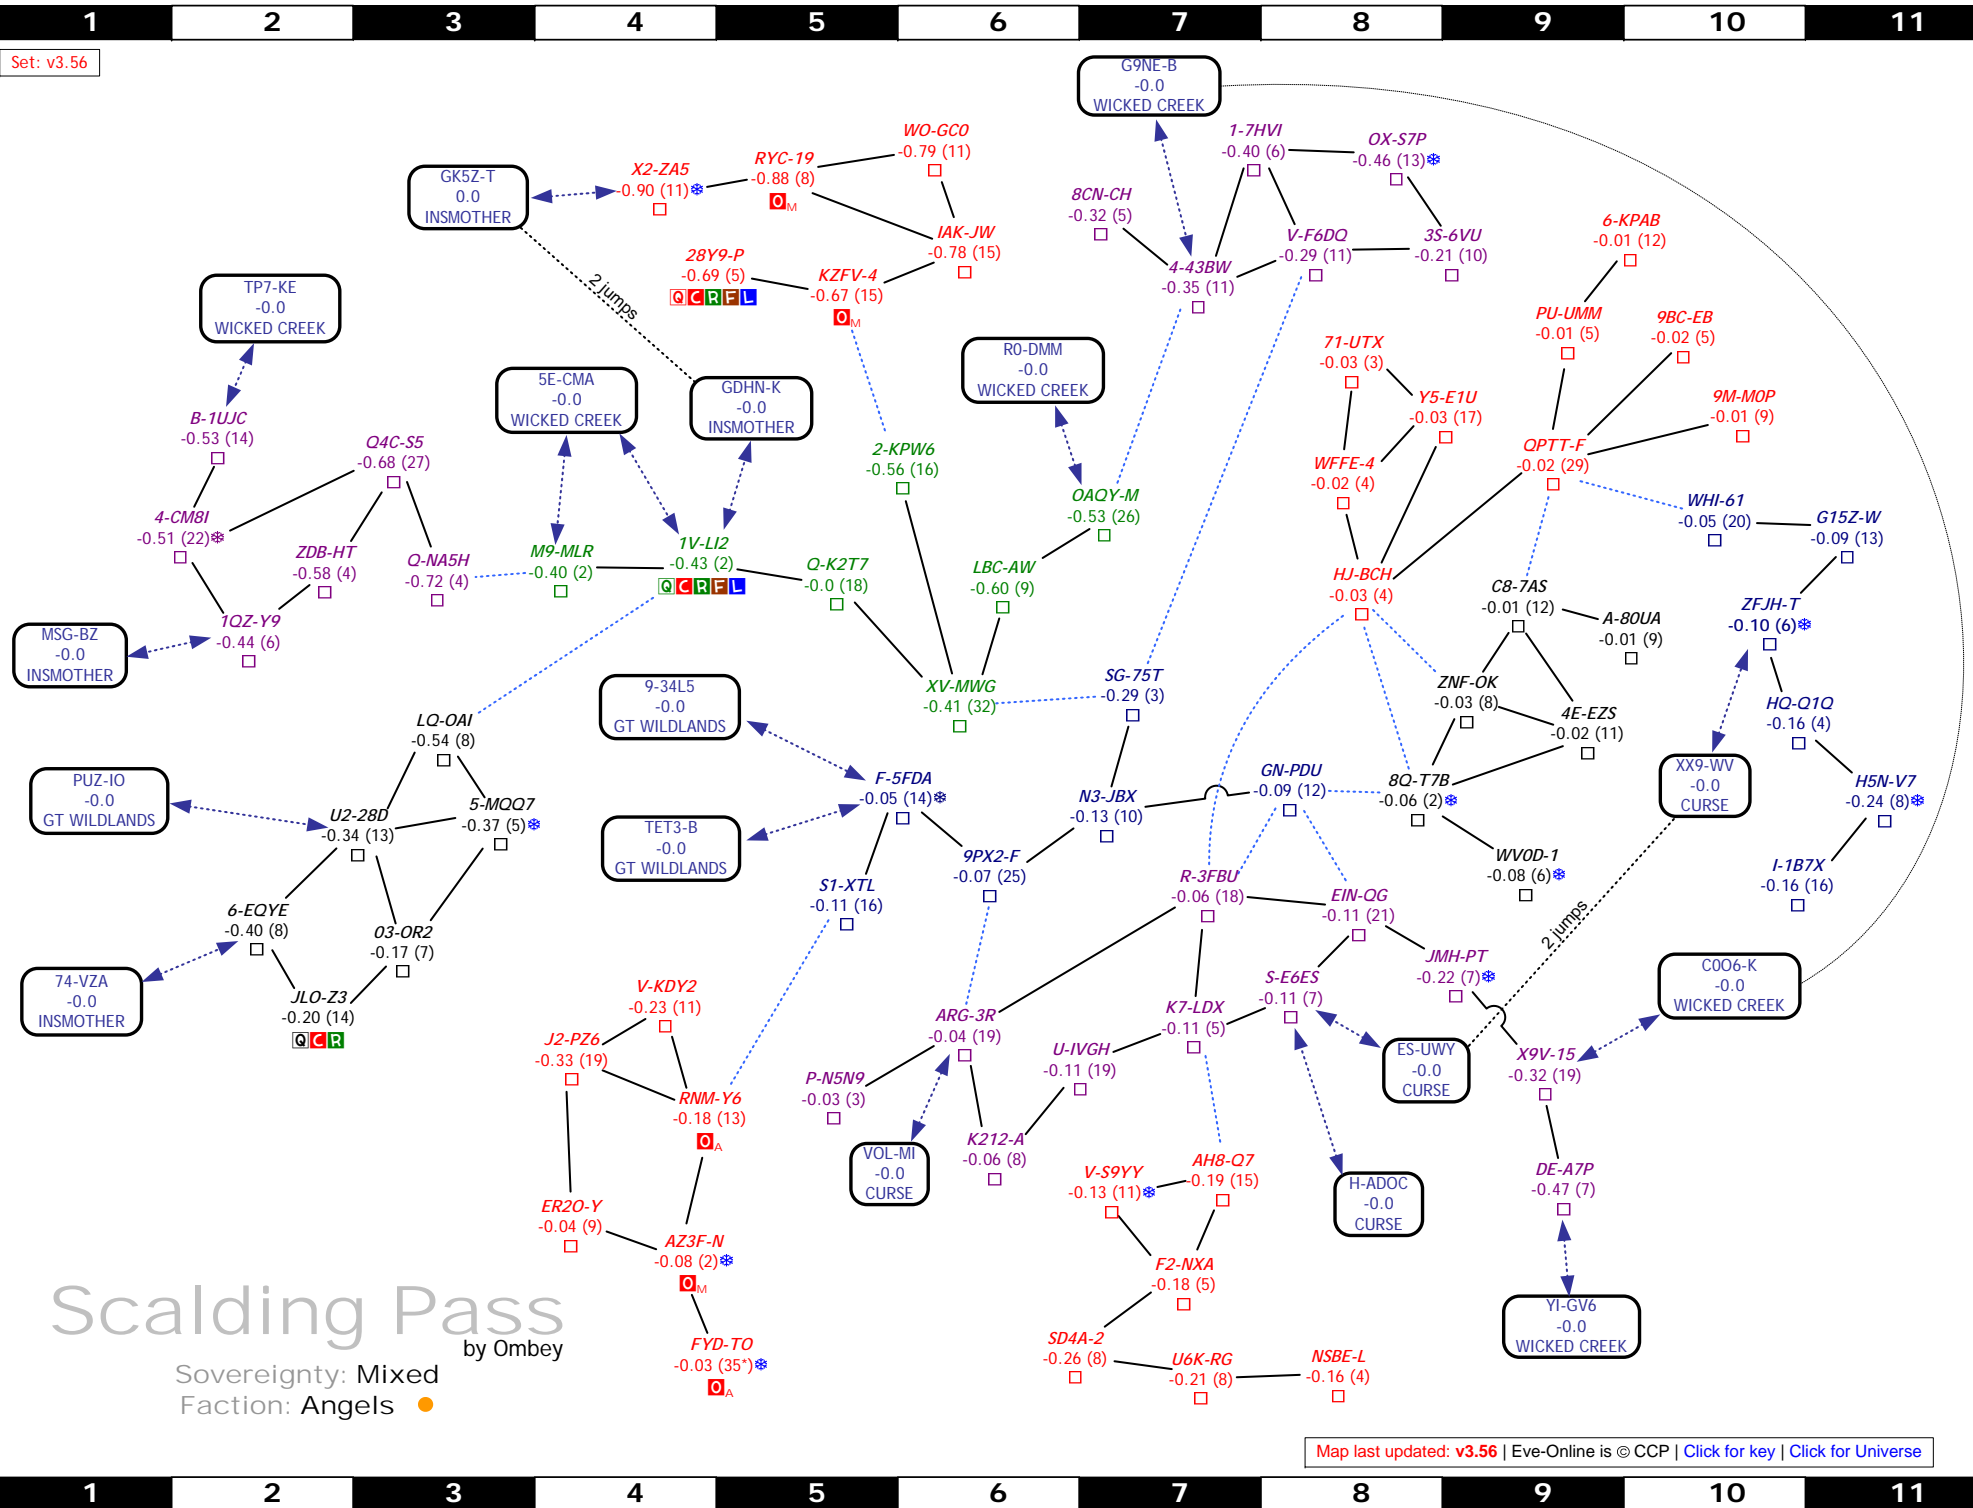 1 2 3 4 5 6 7 8 9 10 11
Set: v3.56
G9NE-B
-0.0
WICKED CREEK
WO-GC0
-0.79 (11)
1-7HVI
-0.40 (6)
OX-S7P
-0.46 (13)
RYC-19
-0.88 (8)
0M
X2-ZA5
-0.90 (11)
GK5Z-T
0.0
INSMOTHER
8CN-CH
-0.32 (5)
6-KPAB
-0.01 (12)
IAK-JW
-0.78 (15)
V-F6DQ
-0.29 (11)
3S-6VU
-0.21 (10)
28Y9-P
-0.69 (5)
Q C R F L
KZFV-4
-0.67 (15)
0M
4-43BW
-0.35 (11)
2 jumps
TP7-KE
-0.0
WICKED CREEK
PU-UMM
-0.01 (5)
9BC-EB
-0.02 (5)
R0-DMM
-0.0
WICKED CREEK
71-UTX
-0.03 (3)
5E-CMA
-0.0
WICKED CREEK
GDHN-K
-0.0
INSMOTHER
Y5-E1U
-0.03 (17)
9M-M0P
-0.01 (9)
B-1UJC
-0.53 (14)
Q4C-S5
-0.68 (27)
2-KPW6
-0.56 (16)
QPTT-F
-0.02 (29)
WFFE-4
-0.02 (4)
OAQY-M
-0.53 (26)
WHI-61
-0.05 (20)
G15Z-W
-0.09 (13)
4-CM8I
-0.51 (22)
ZDB-HT
-0.58 (4)
Q-NA5H
-0.72 (4)
M9-MLR
-0.40 (2)
1V-LI2
-0.43 (2)
Q C R F L
Q-K2T7
-0.0 (18)
LBC-AW
-0.60 (9)
HJ-BCH
-0.03 (4)
C8-7AS
-0.01 (12)
A-80UA
-0.01 (9)
ZFJH-T
-0.10 (6)
1QZ-Y9
-0.44 (6)
MSG-BZ
-0.0
INSMOTHER
9-34L5
-0.0
GT WILDLANDS
XV-MWG
-0.41 (32)
SG-75T
-0.29 (3)
ZNF-OK
-0.03 (8)
4E-EZS
-0.02 (11)
HQ-Q1Q
-0.16 (4)
LQ-OAI
-0.54 (8)
XX9-WV
-0.0
CURSE
PUZ-IO
-0.0
GT WILDLANDS
F-5FDA
-0.05 (14)
GN-PDU
-0.09 (12)
8Q-T7B
-0.06 (2)
H5N-V7
-0.24 (8)
N3-JBX
-0.13 (10)
U2-28D
-0.34 (13)
5-MQQ7
-0.37 (5)
TET3-B
-0.0
GT WILDLANDS
9PX2-F
-0.07 (25)
WV0D-1
-0.08 (6)
I-1B7X
-0.16 (16)
S1-XTL
-0.11 (16)
R-3FBU
-0.06 (18)
EIN-QG
-0.11 (21)
6-EQYE
-0.40 (8)
03-OR2
-0.17 (7)
2 jumps
JMH-PT
-0.22 (7)
C0O6-K
-0.0
WICKED CREEK
74-VZA
-0.0
INSMOTHER
JLO-Z3
-0.20 (14)
Q C R
V-KDY2
-0.23 (11)
S-E6ES
-0.11 (7)
K7-LDX
-0.11 (5)
ARG-3R
-0.04 (19)
J2-PZ6
-0.33 (19)
U-IVGH
-0.11 (19)
ES-UWY
-0.0
CURSE
X9V-15
-0.32 (19)
P-N5N9
-0.03 (3)
RNM-Y6
-0.18 (13)
0A
K212-A
-0.06 (8)
VOL-MI
-0.0
CURSE
V-S9YY
-0.13 (11)
AH8-Q7
-0.19 (15)
H-ADOC
-0.0
CURSE
DE-A7P
-0.47 (7)
ER2O-Y
-0.04 (9)
AZ3F-N
-0.08 (2)
0M
F2-NXA
-0.18 (5)
YI-GV6
-0.0
WICKED CREEK
Scalding Pass
by Ombey
Sovereignty: Mixed
Faction: Angels
FYD-TO
-0.03 (35*)
0A
SD4A-2
-0.26 (8)
U6K-RG
-0.21 (8)
NSBE-L
-0.16 (4)
Map last updated: v3.56 | Eve-Online is © CCP | Click for key | Click for Universe
1 2 3 4 5 6 7 8 9 10 11